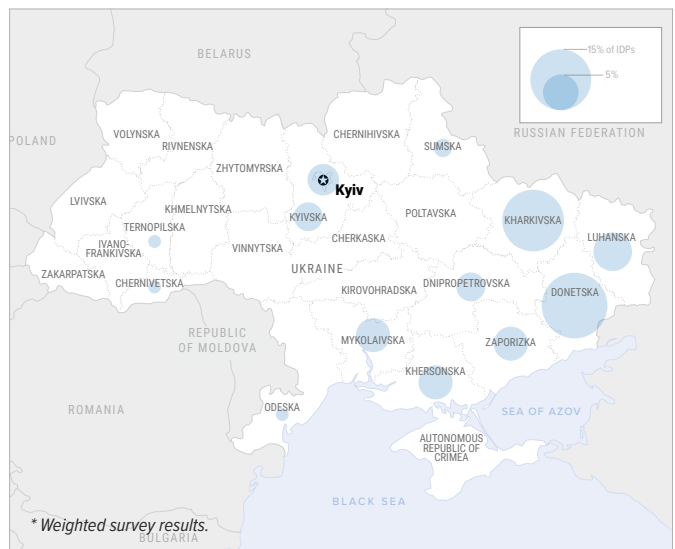 BELARUS
15% of IDPs
5%
RUSSIAN FEDERATION
POLAND
VOLYNSKA
RIVNENSKA
CHERNIHIVSKA
SUMSKA
ZHYTOMYRSKA
Kyiv
LVIVSKA
KHMELNYTSKA
TERNOPILSKA
KYIVSKA
POLTAVSKA
KHARKIVSKA
LUHANSKA
IVANO-
FRANKIVSKA
VINNYTSKA
CHERKASKA
ZAKARPATSKA
CHERNIVETSKA
UKRAINE
KIROVOHRADSKA
DNIPROPETROVSKA
DONETSKA
REPUBLIC
OF MOLDOVA
MYKOLAIVSKA
ZAPORIZKA
KHERSONSKA
ROMANIA
ODESKA
SEA OF AZOV
AUTONOMOUS
REPUBLIC OF
CRIMEA
BLACK SEA
* Weighted survey results.
BULGARIA